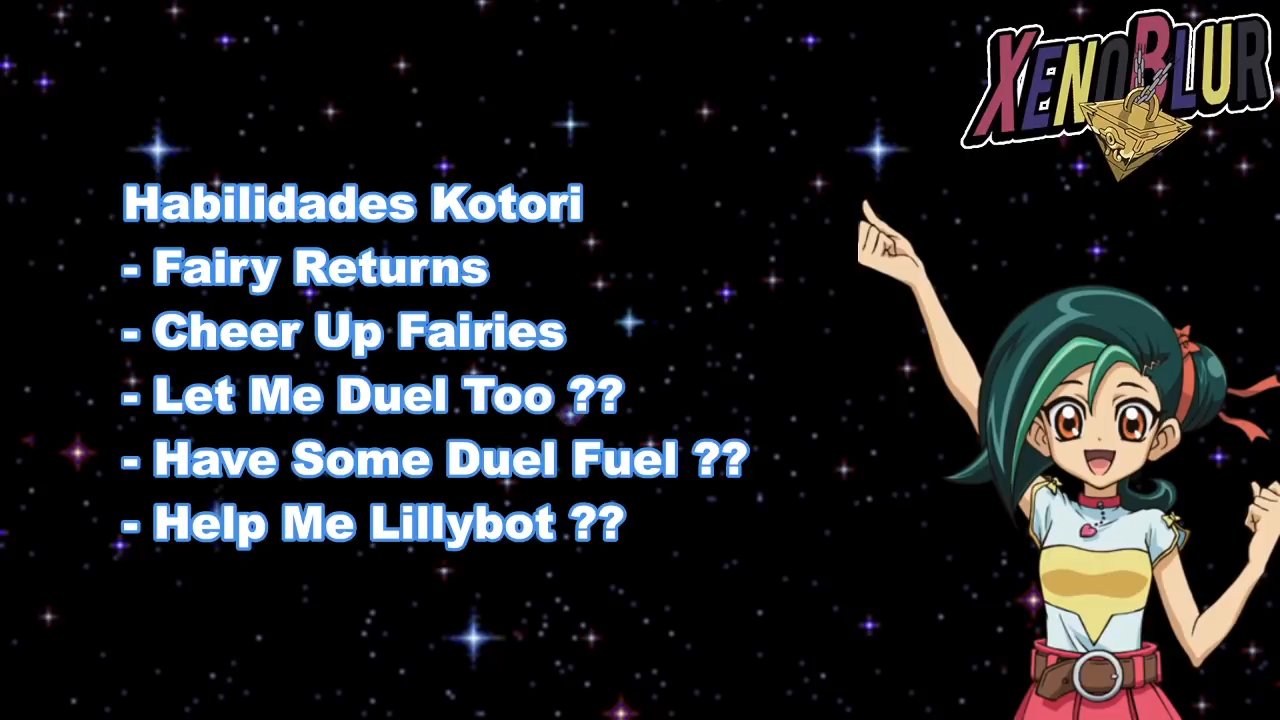 XENOBLUR
Habilidades Kotori
- Fairy Returns
- Cheer Up Fairies
- Let Me Duel Too ??
- Have Some Duel Fuel ??
- Help Me Lillybot ??